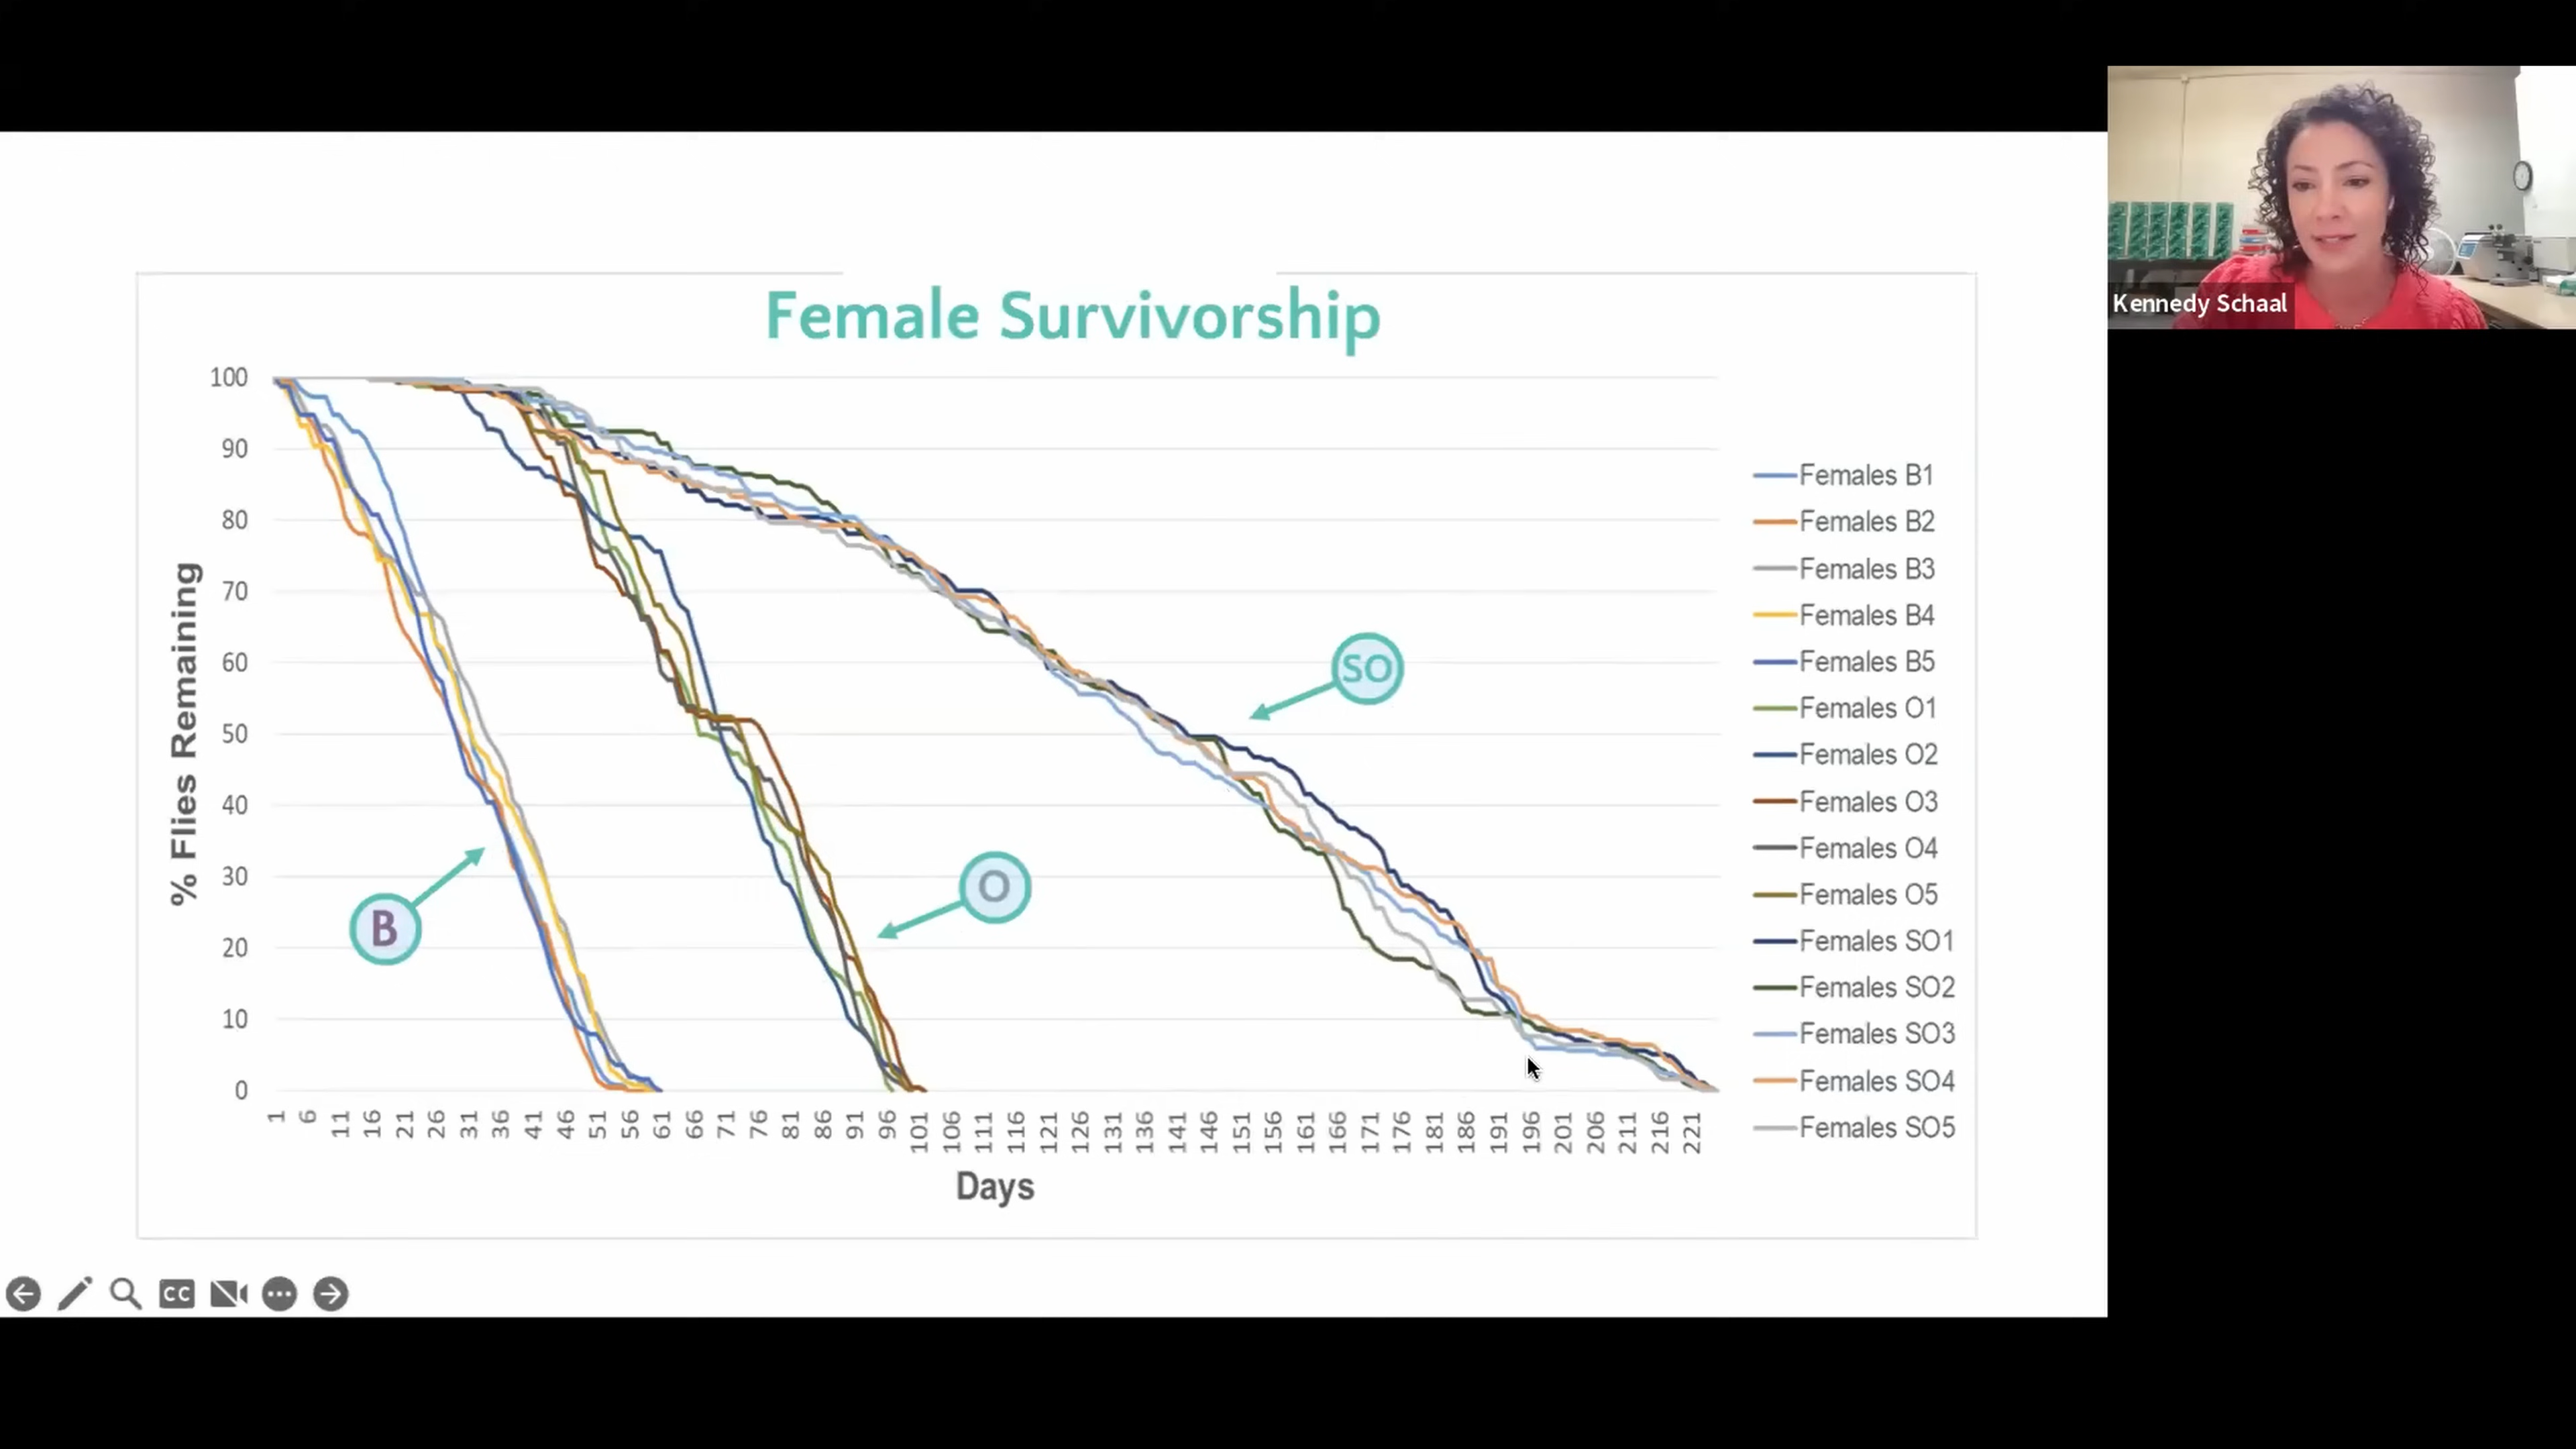 Kennedy Schaal
Female Survivorship
% Flies Remaining
100
90
80
70
60
50
40
30
20
10
0
B
O
SO
1 6 11 16 21 26 31 36 41 46 51 56 61 66 71 76 81 86 91 96 101 106 111 116 121 126 131 136 141 146 151 156 161 166 171 176 181 186 191 196 201 206 211 216 221
Days
Females B1
Females B2
Females B3
Females B4
Females B5
Females O1
Females O2
Females O3
Females O4
Females O5
Females SO1
Females SO2
Females SO3
Females SO4
Females SO5
CC